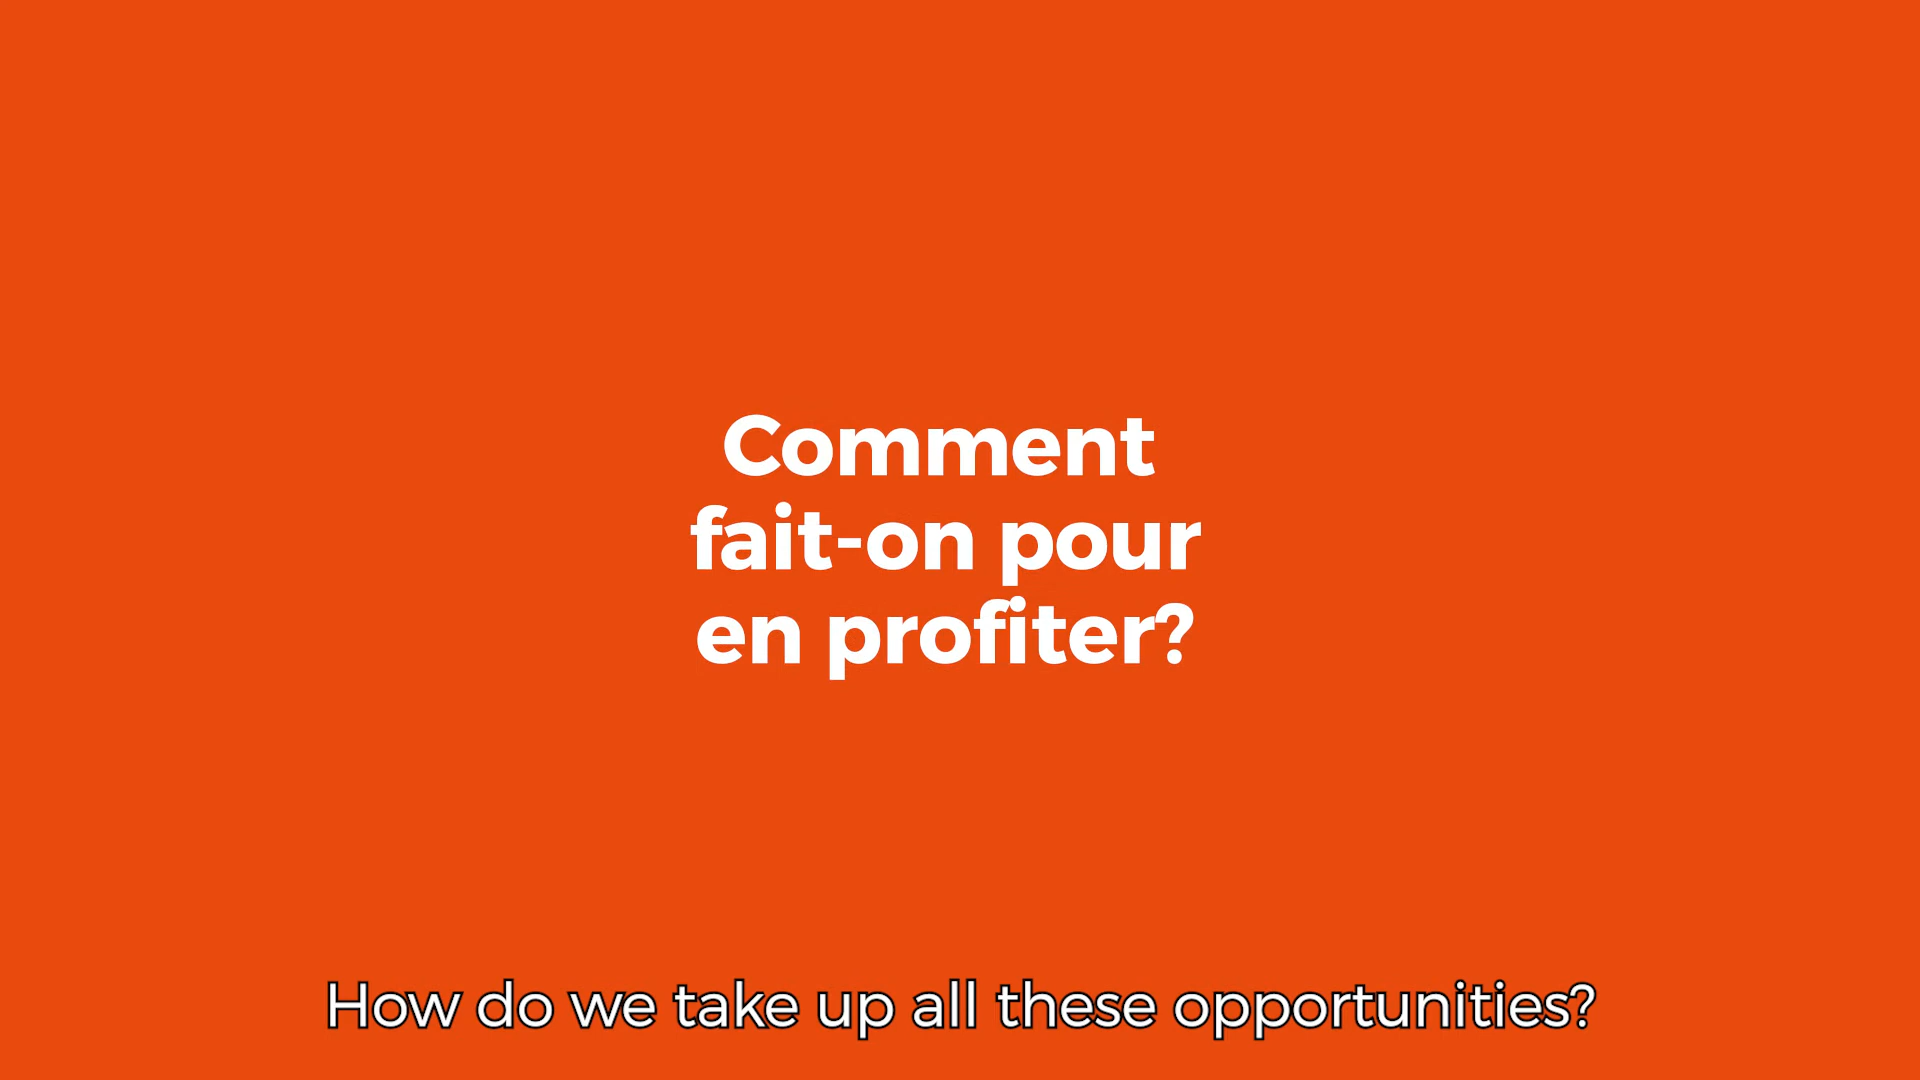 Comment
fait-on pour
en profiter?
How do we take up all these opportunities?